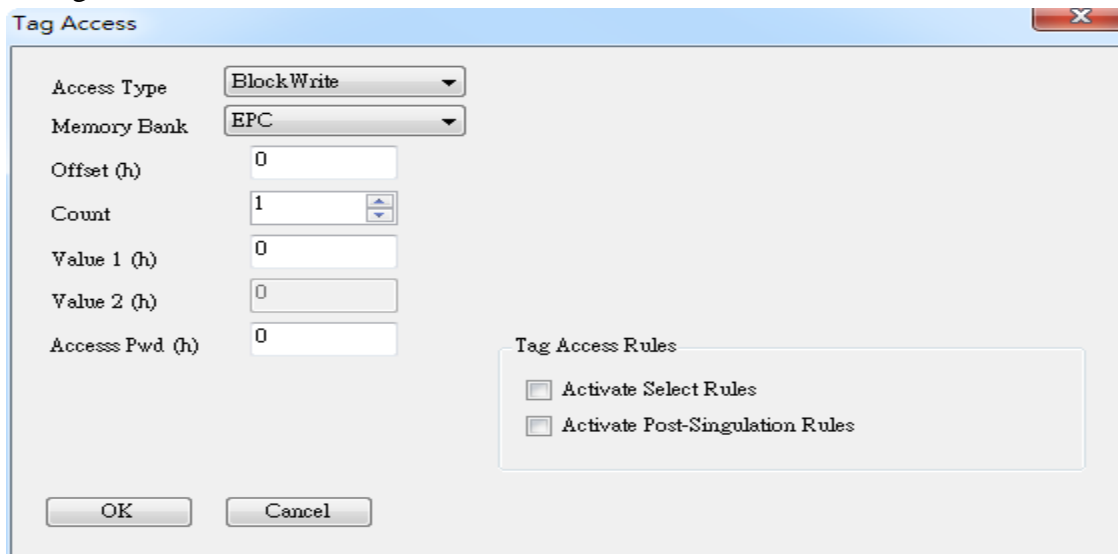 Tag Access
Access Type BlockWrite
Memory Bank EPC
Offset (h) 0
Count 1
Value 1 (h) 0
Value 2 (h) 0
Accesss Pwd (h) 0
Tag Access Rules
Activate Select Rules
Activate Post-Singulation Rules
OK Cancel